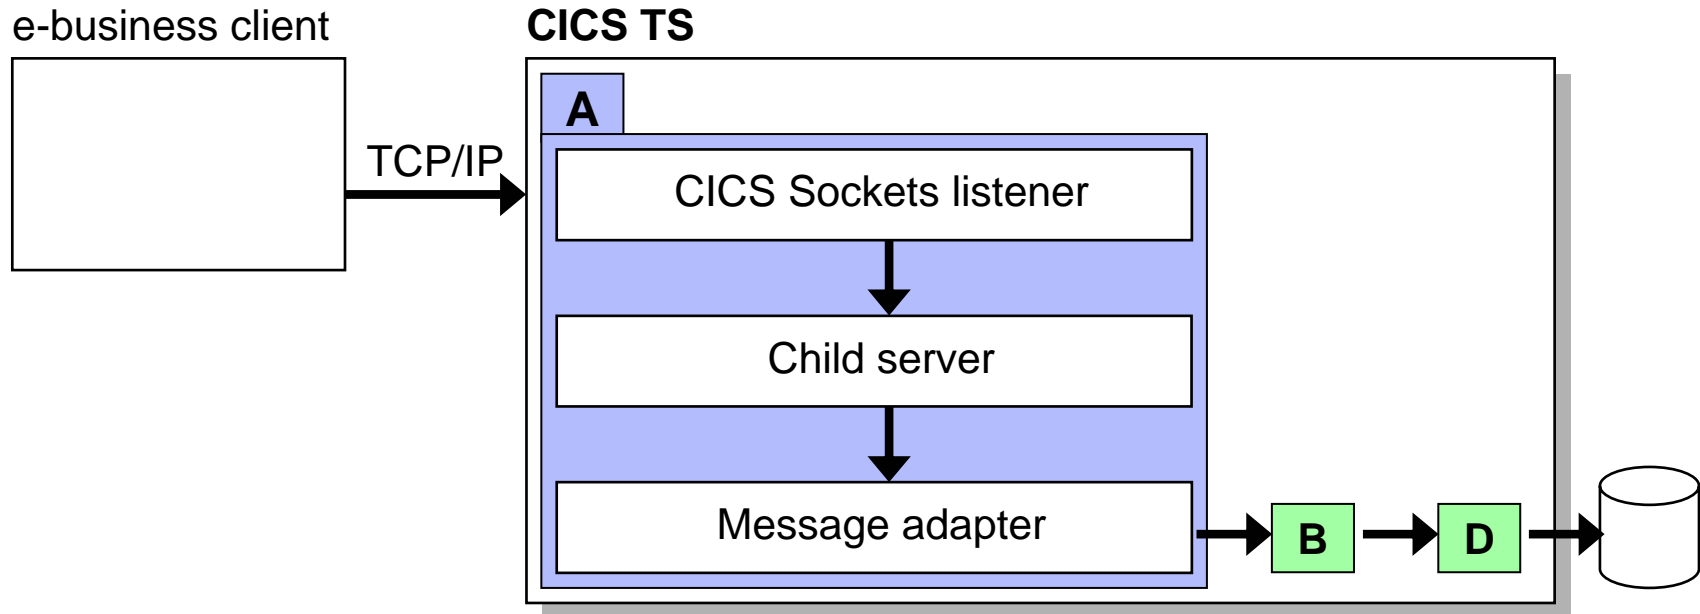 e-business client
CICS TS
A
TCP/IP
CICS Sockets listener
Child server
Message adapter
B
D